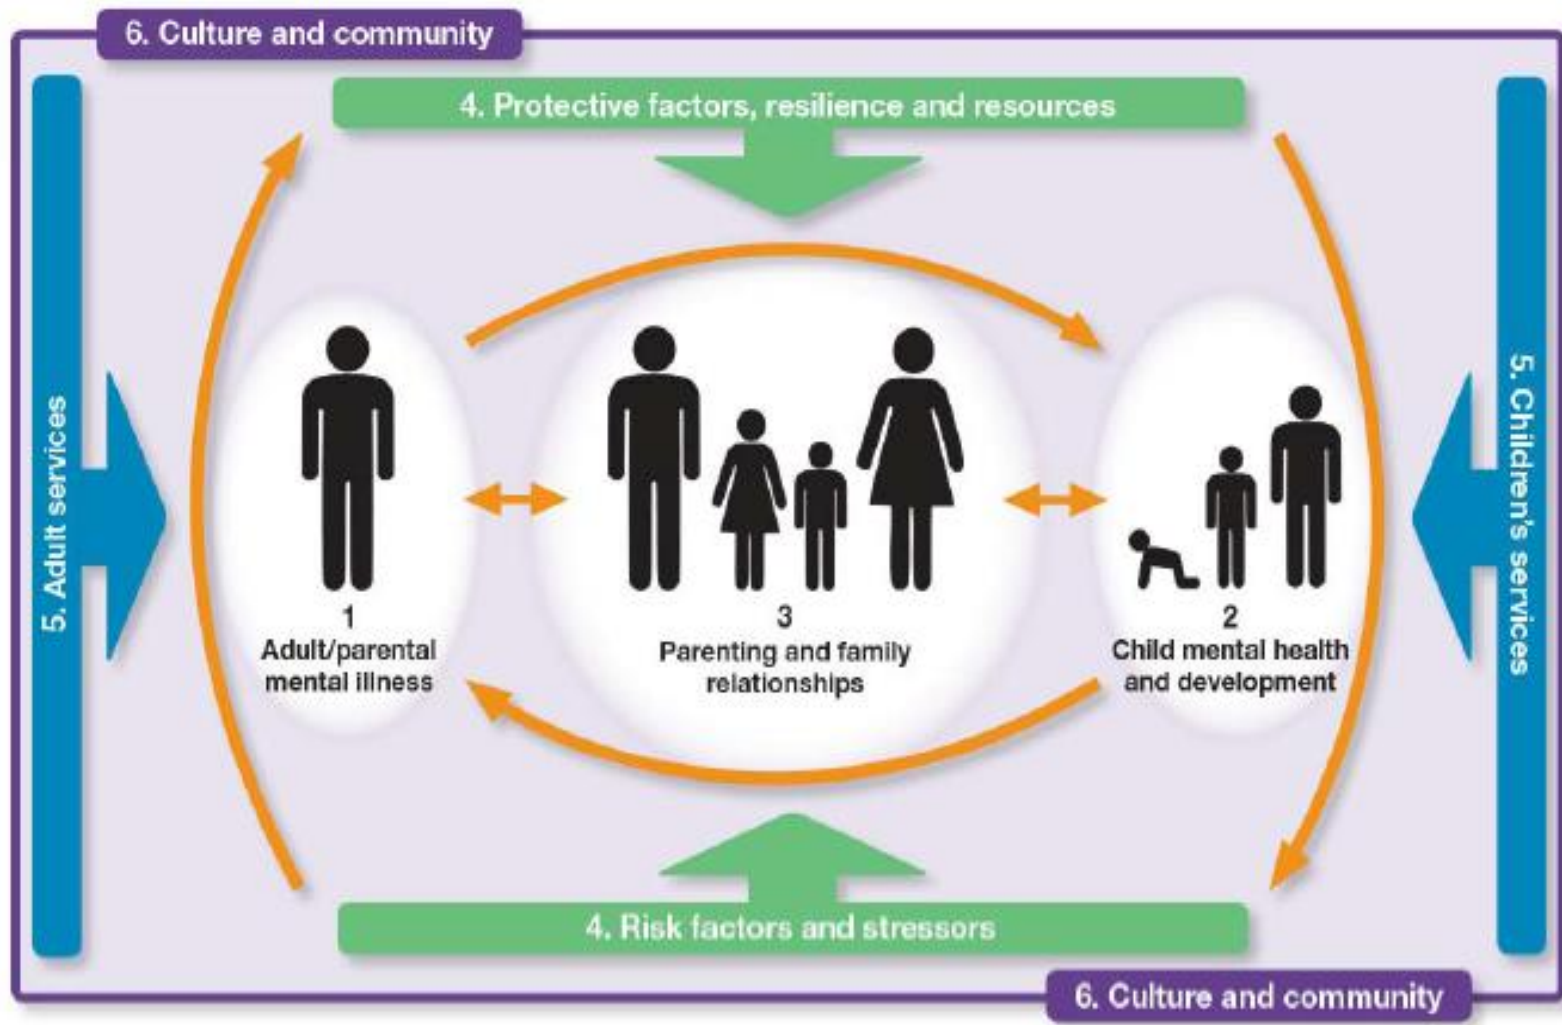 6. Culture and community
4. Protective factors, resilience and resources
5. Adult services
5. Children's services
1
Adult/parental
mental illness
3
Parenting and family
relationships
2
Child mental health
and development
4. Risk factors and stressors
6. Culture and community